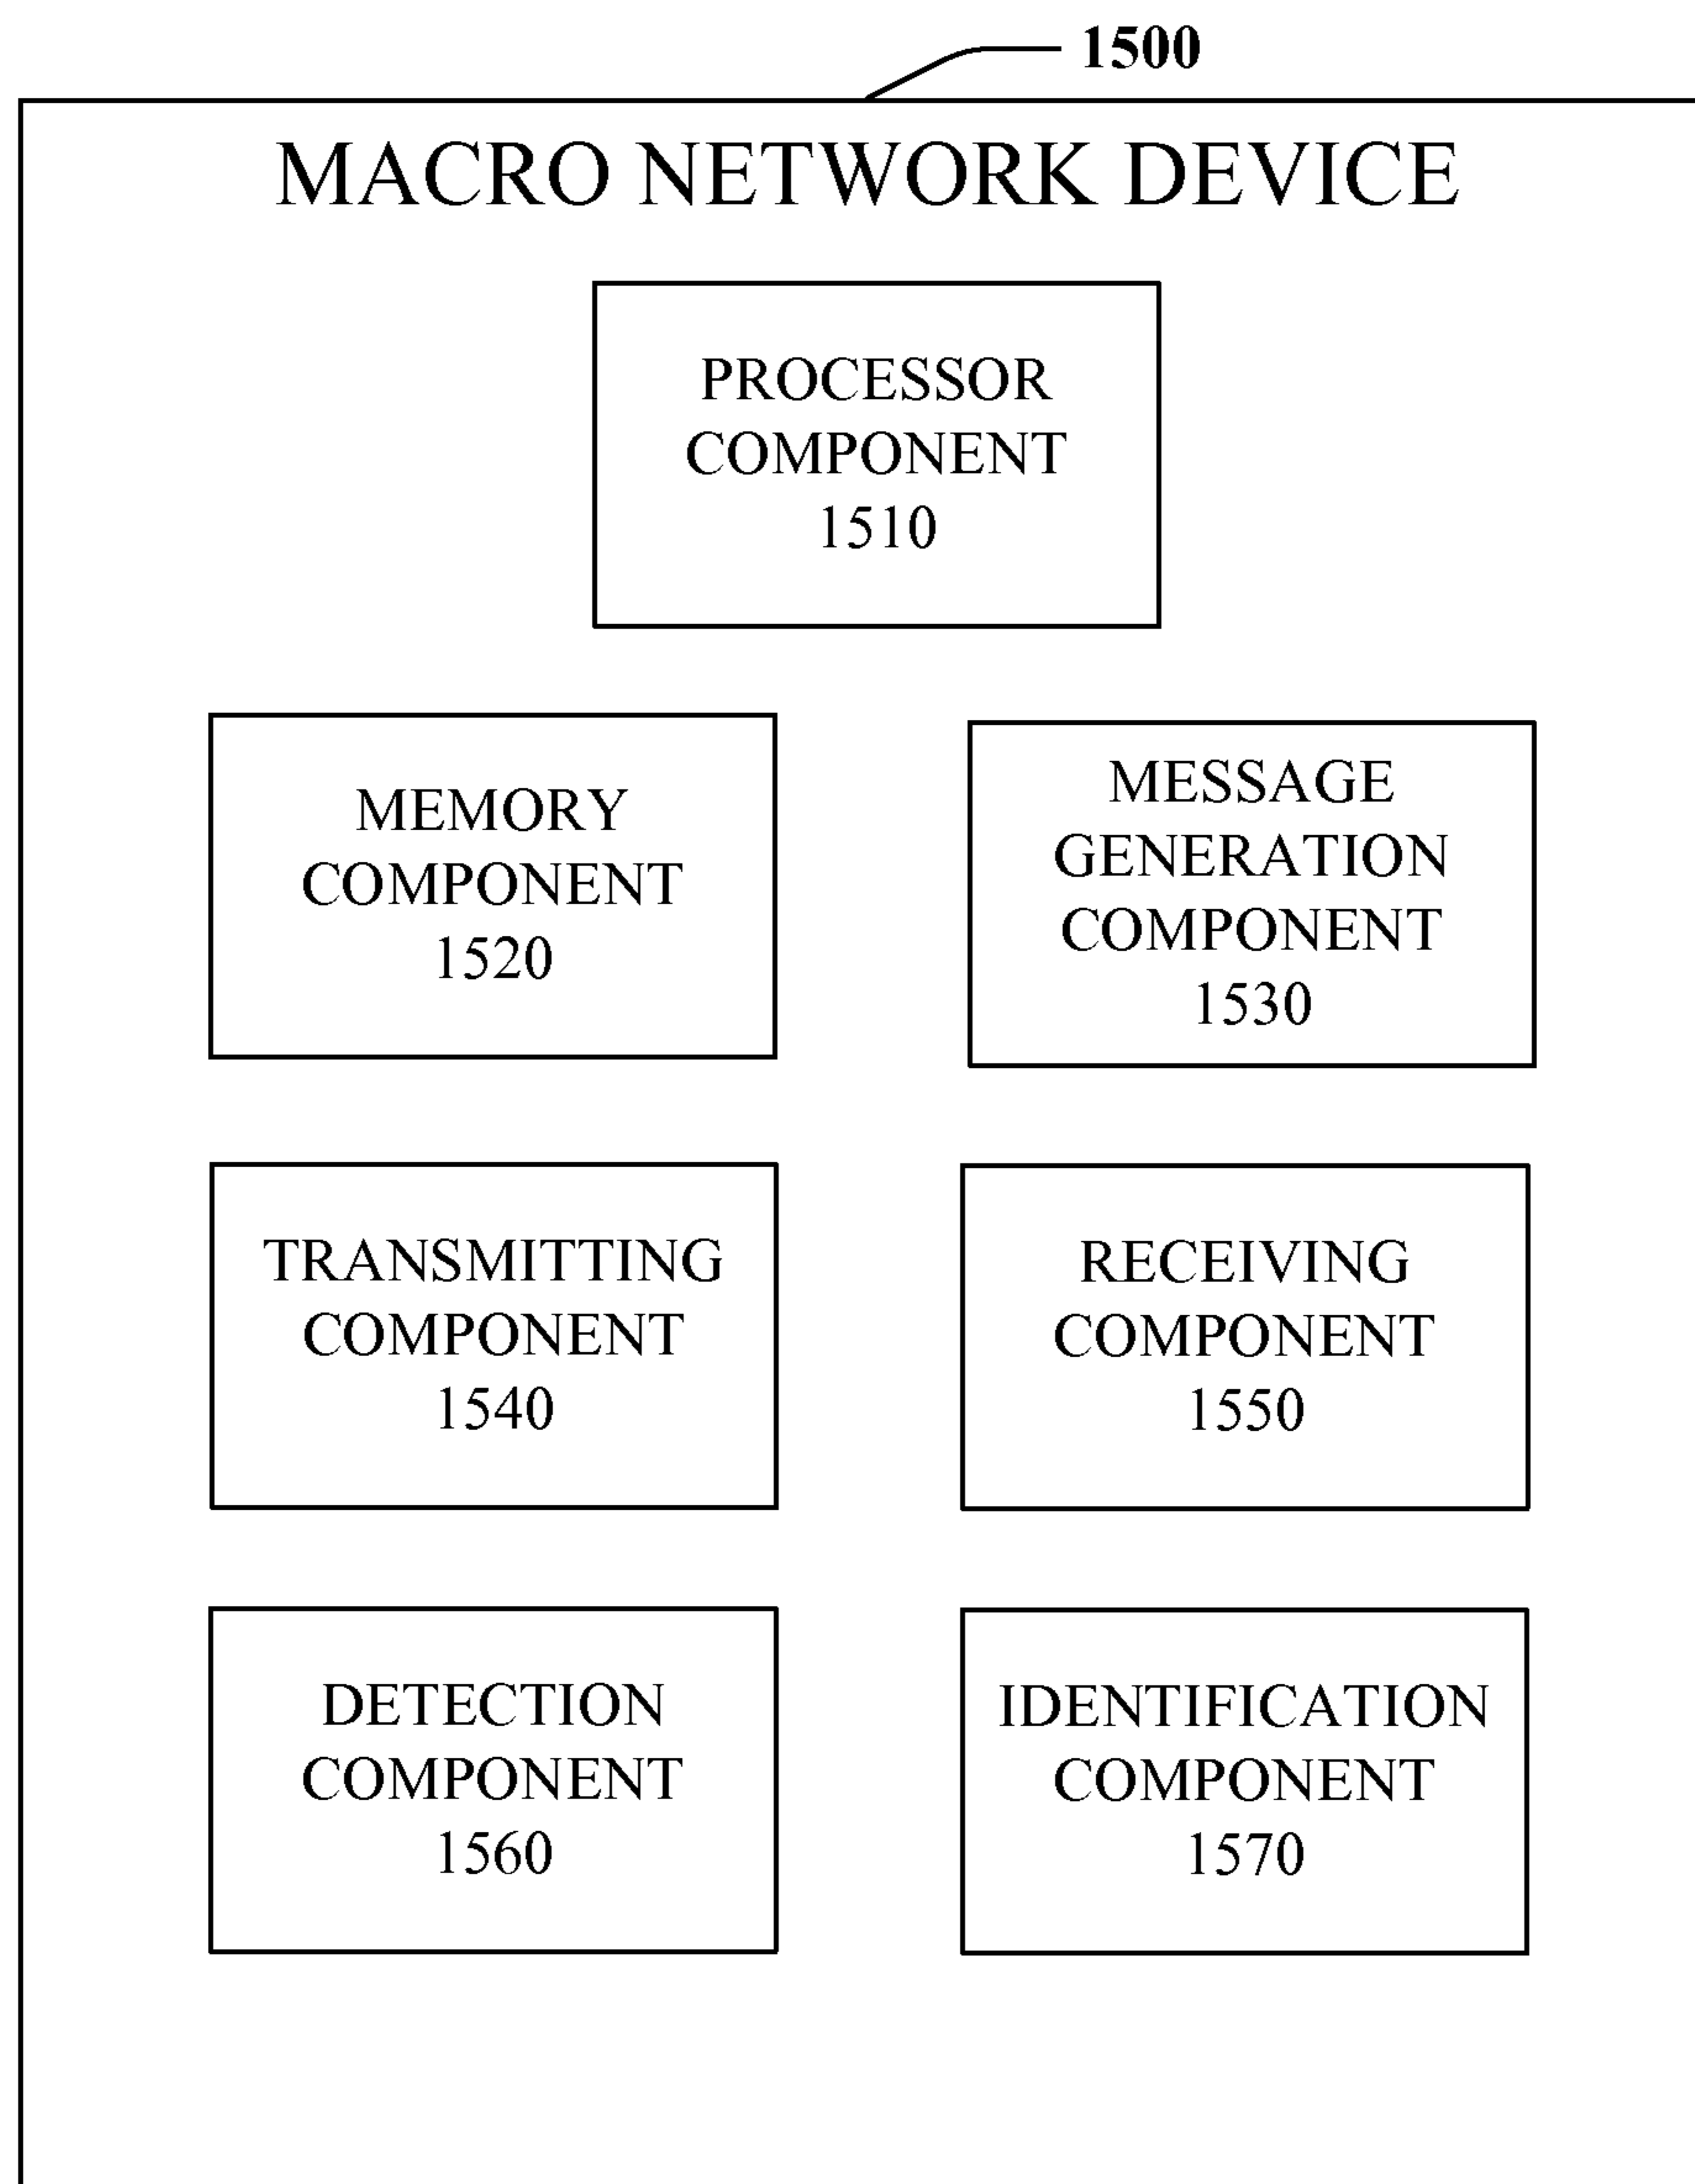 1500
MACRO NETWORK DEVICE
PROCESSOR
COMPONENT
1510
MEMORY
COMPONENT
1520
MESSAGE
GENERATION
COMPONENT
1530
TRANSMITTING
COMPONENT
1540
RECEIVING
COMPONENT
1550
DETECTION
COMPONENT
1560
IDENTIFICATION
COMPONENT
1570